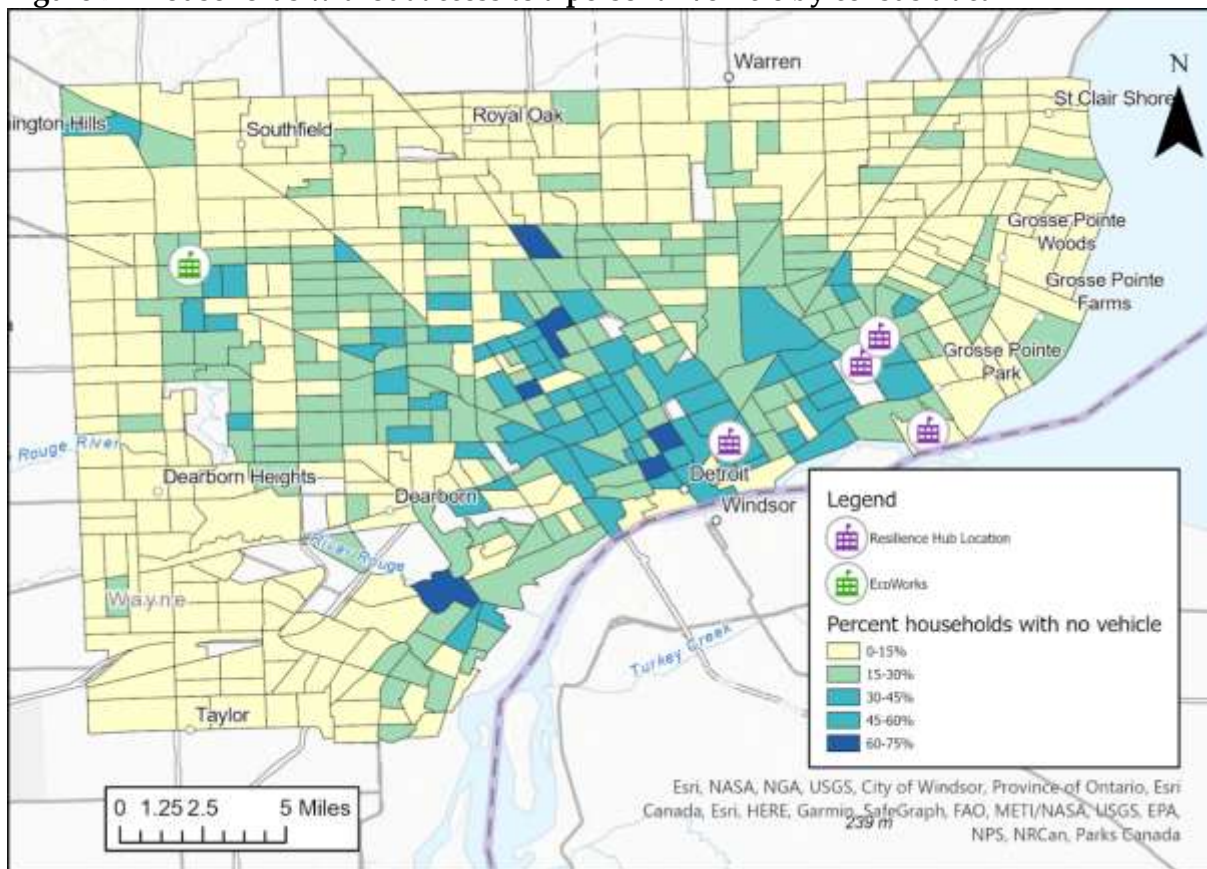 Warren
N
St Clair Shore
nington Hills
Royal Oak
Southfield
Grosse Pointe
Woods
Grosse Pointe
Farms
Grosse Pointe
Park
Rouge River
Dearborn Heights
Dearborn
Detroit
Windsor
River Rouge
Wayne
Turkey Creek
Taylor
Legend
Resilience Hub Location
EcoWorks
Percent households with no vehicle
0-15%
15-30%
30-45%
45-60%
60-75%
0 1.25 2.5 5 Miles
Esri, NASA, NGA, USGS, City of Windsor, Province of Ontario, Esri
Canada, Esri, HERE, Garmin, SafeGraph, FAO, METI/NASA, USGS, EPA,
239 m
NPS, NRCan, Parks Canada